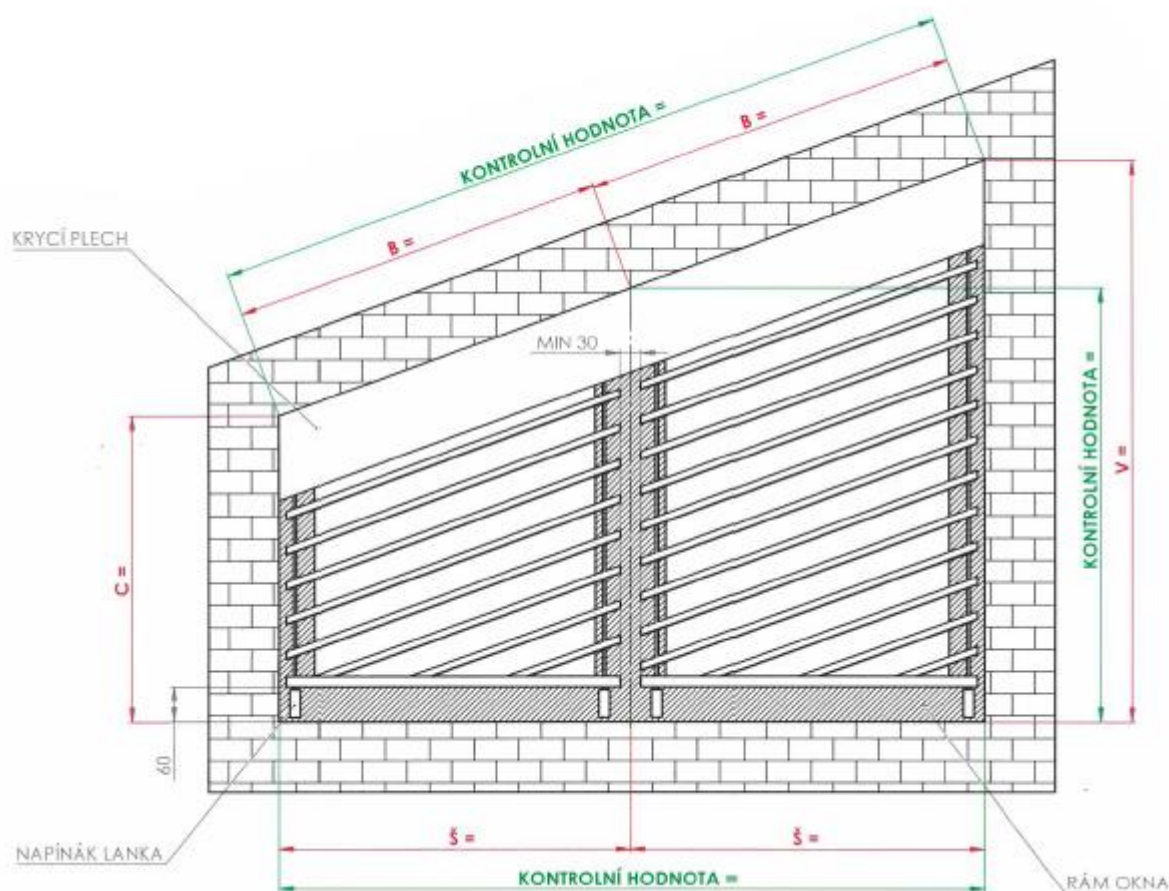 KONTROLNÍ HODNOTA =
B =
B =
KRYCÍ PLECH
MIN 30
KONTROLNÍ HODNOTA =
V =
C =
60
NAPÍNÁK LANKA
Š =
Š =
KONTROLNÍ HODNOTA =
RÁM OKNA